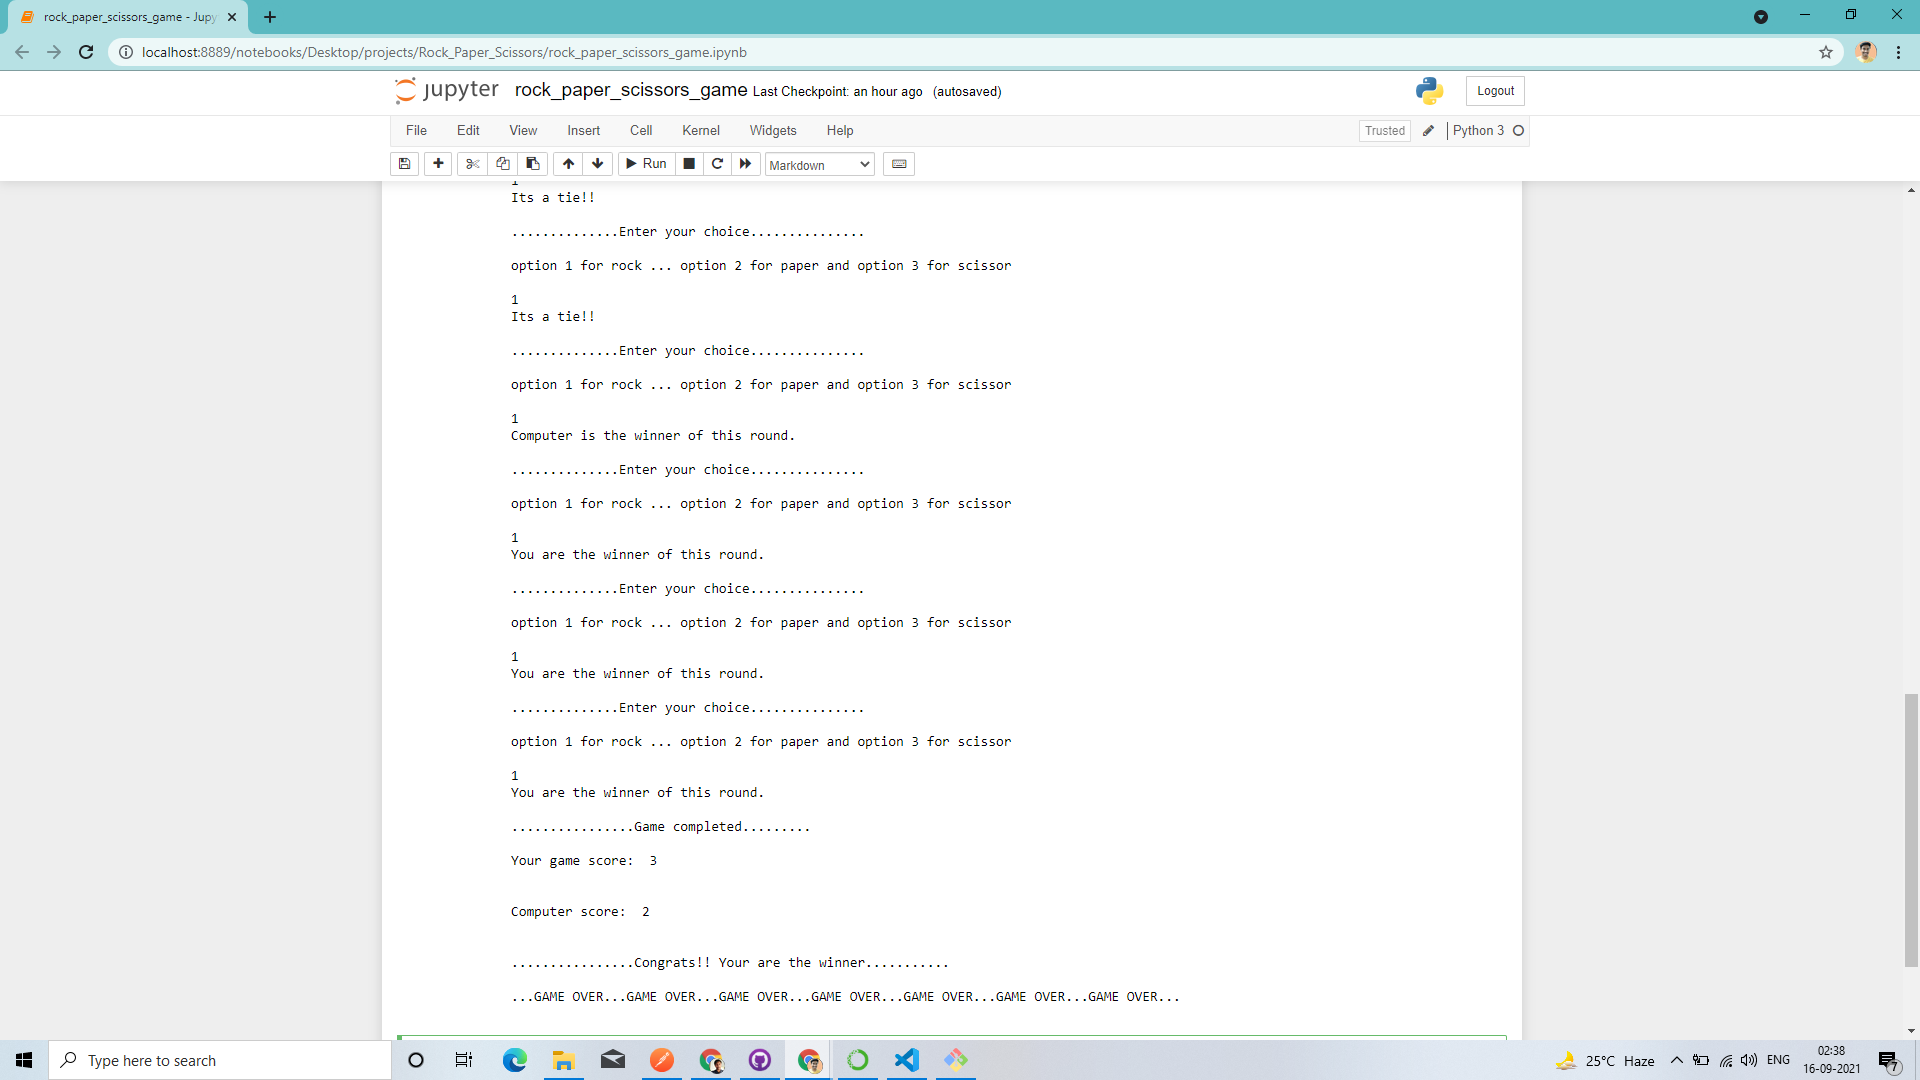 rock_paper_scissors_game - Jupy
localhost:8889/notebooks/Desktop/projects/Rock_Paper_Scissors/rock_paper_scissors_game.ipynb
jupyter rock_paper_scissors_game Last Checkpoint: an hour ago (autosaved)
Logout
File Edit View Insert Cell Kernel Widgets Help
Trusted Python 3
Run Markdown
1
Its a tie!!
..............Enter your choice...............
option 1 for rock ... option 2 for paper and option 3 for scissor
1
Its a tie!!
..............Enter your choice...............
option 1 for rock ... option 2 for paper and option 3 for scissor
1
Computer is the winner of this round.
..............Enter your choice...............
option 1 for rock ... option 2 for paper and option 3 for scissor
1
You are the winner of this round.
..............Enter your choice...............
option 1 for rock ... option 2 for paper and option 3 for scissor
1
You are the winner of this round.
..............Enter your choice...............
option 1 for rock ... option 2 for paper and option 3 for scissor
1
You are the winner of this round.
................Game completed.........
Your game score:  3
Computer score:  2
................Congrats!! Your are the winner...........
...GAME OVER...GAME OVER...GAME OVER...GAME OVER...GAME OVER...GAME OVER...GAME OVER...
Type here to search
25°C Haze
ENG
02:38
16-09-2021
7